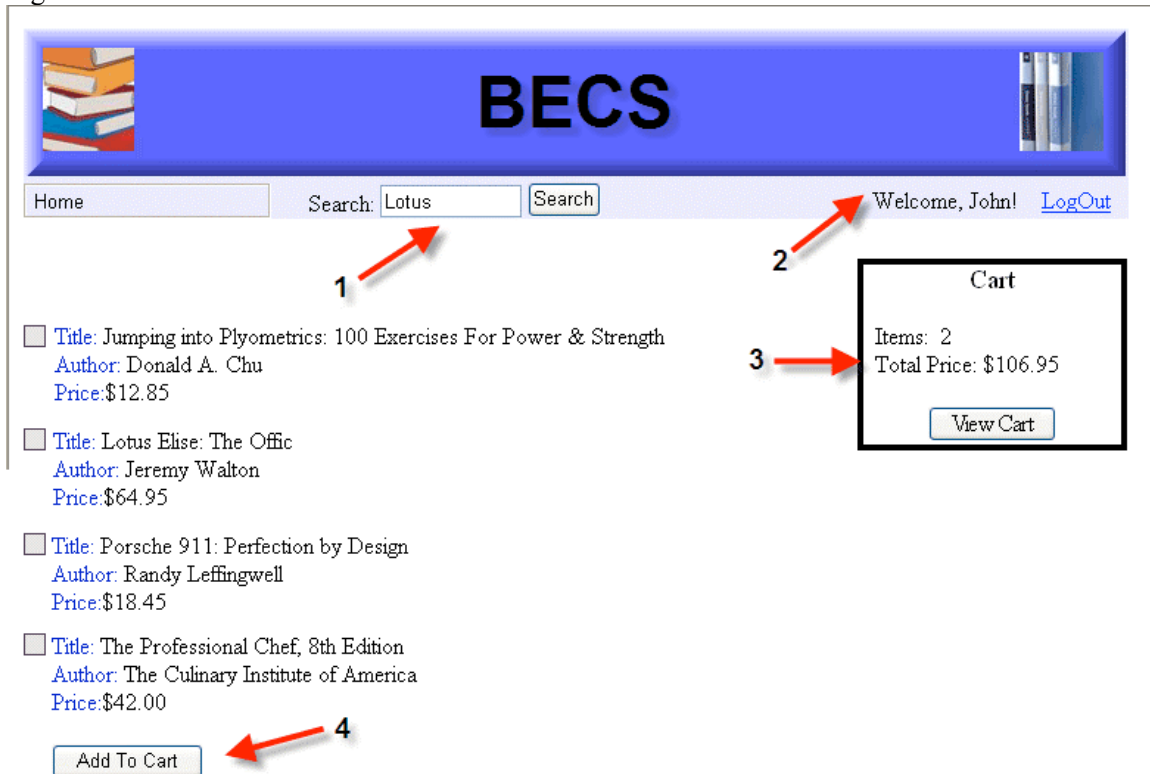 BECS
Home Search: Lotus Search Welcome, John! LogOut
1
2
Cart
Items: 2
Total Price: $106.95
View Cart
3
Title: Jumping into Plyometrics: 100 Exercises For Power & Strength
Author: Donald A. Chu
Price:$12.85
Title: Lotus Elise: The Offic
Author: Jeremy Walton
Price:$64.95
Title: Porsche 911: Perfection by Design
Author: Randy Leffingwell
Price:$18.45
Title: The Professional Chef, 8th Edition
Author: The Culinary Institute of America
Price:$42.00
4
Add To Cart